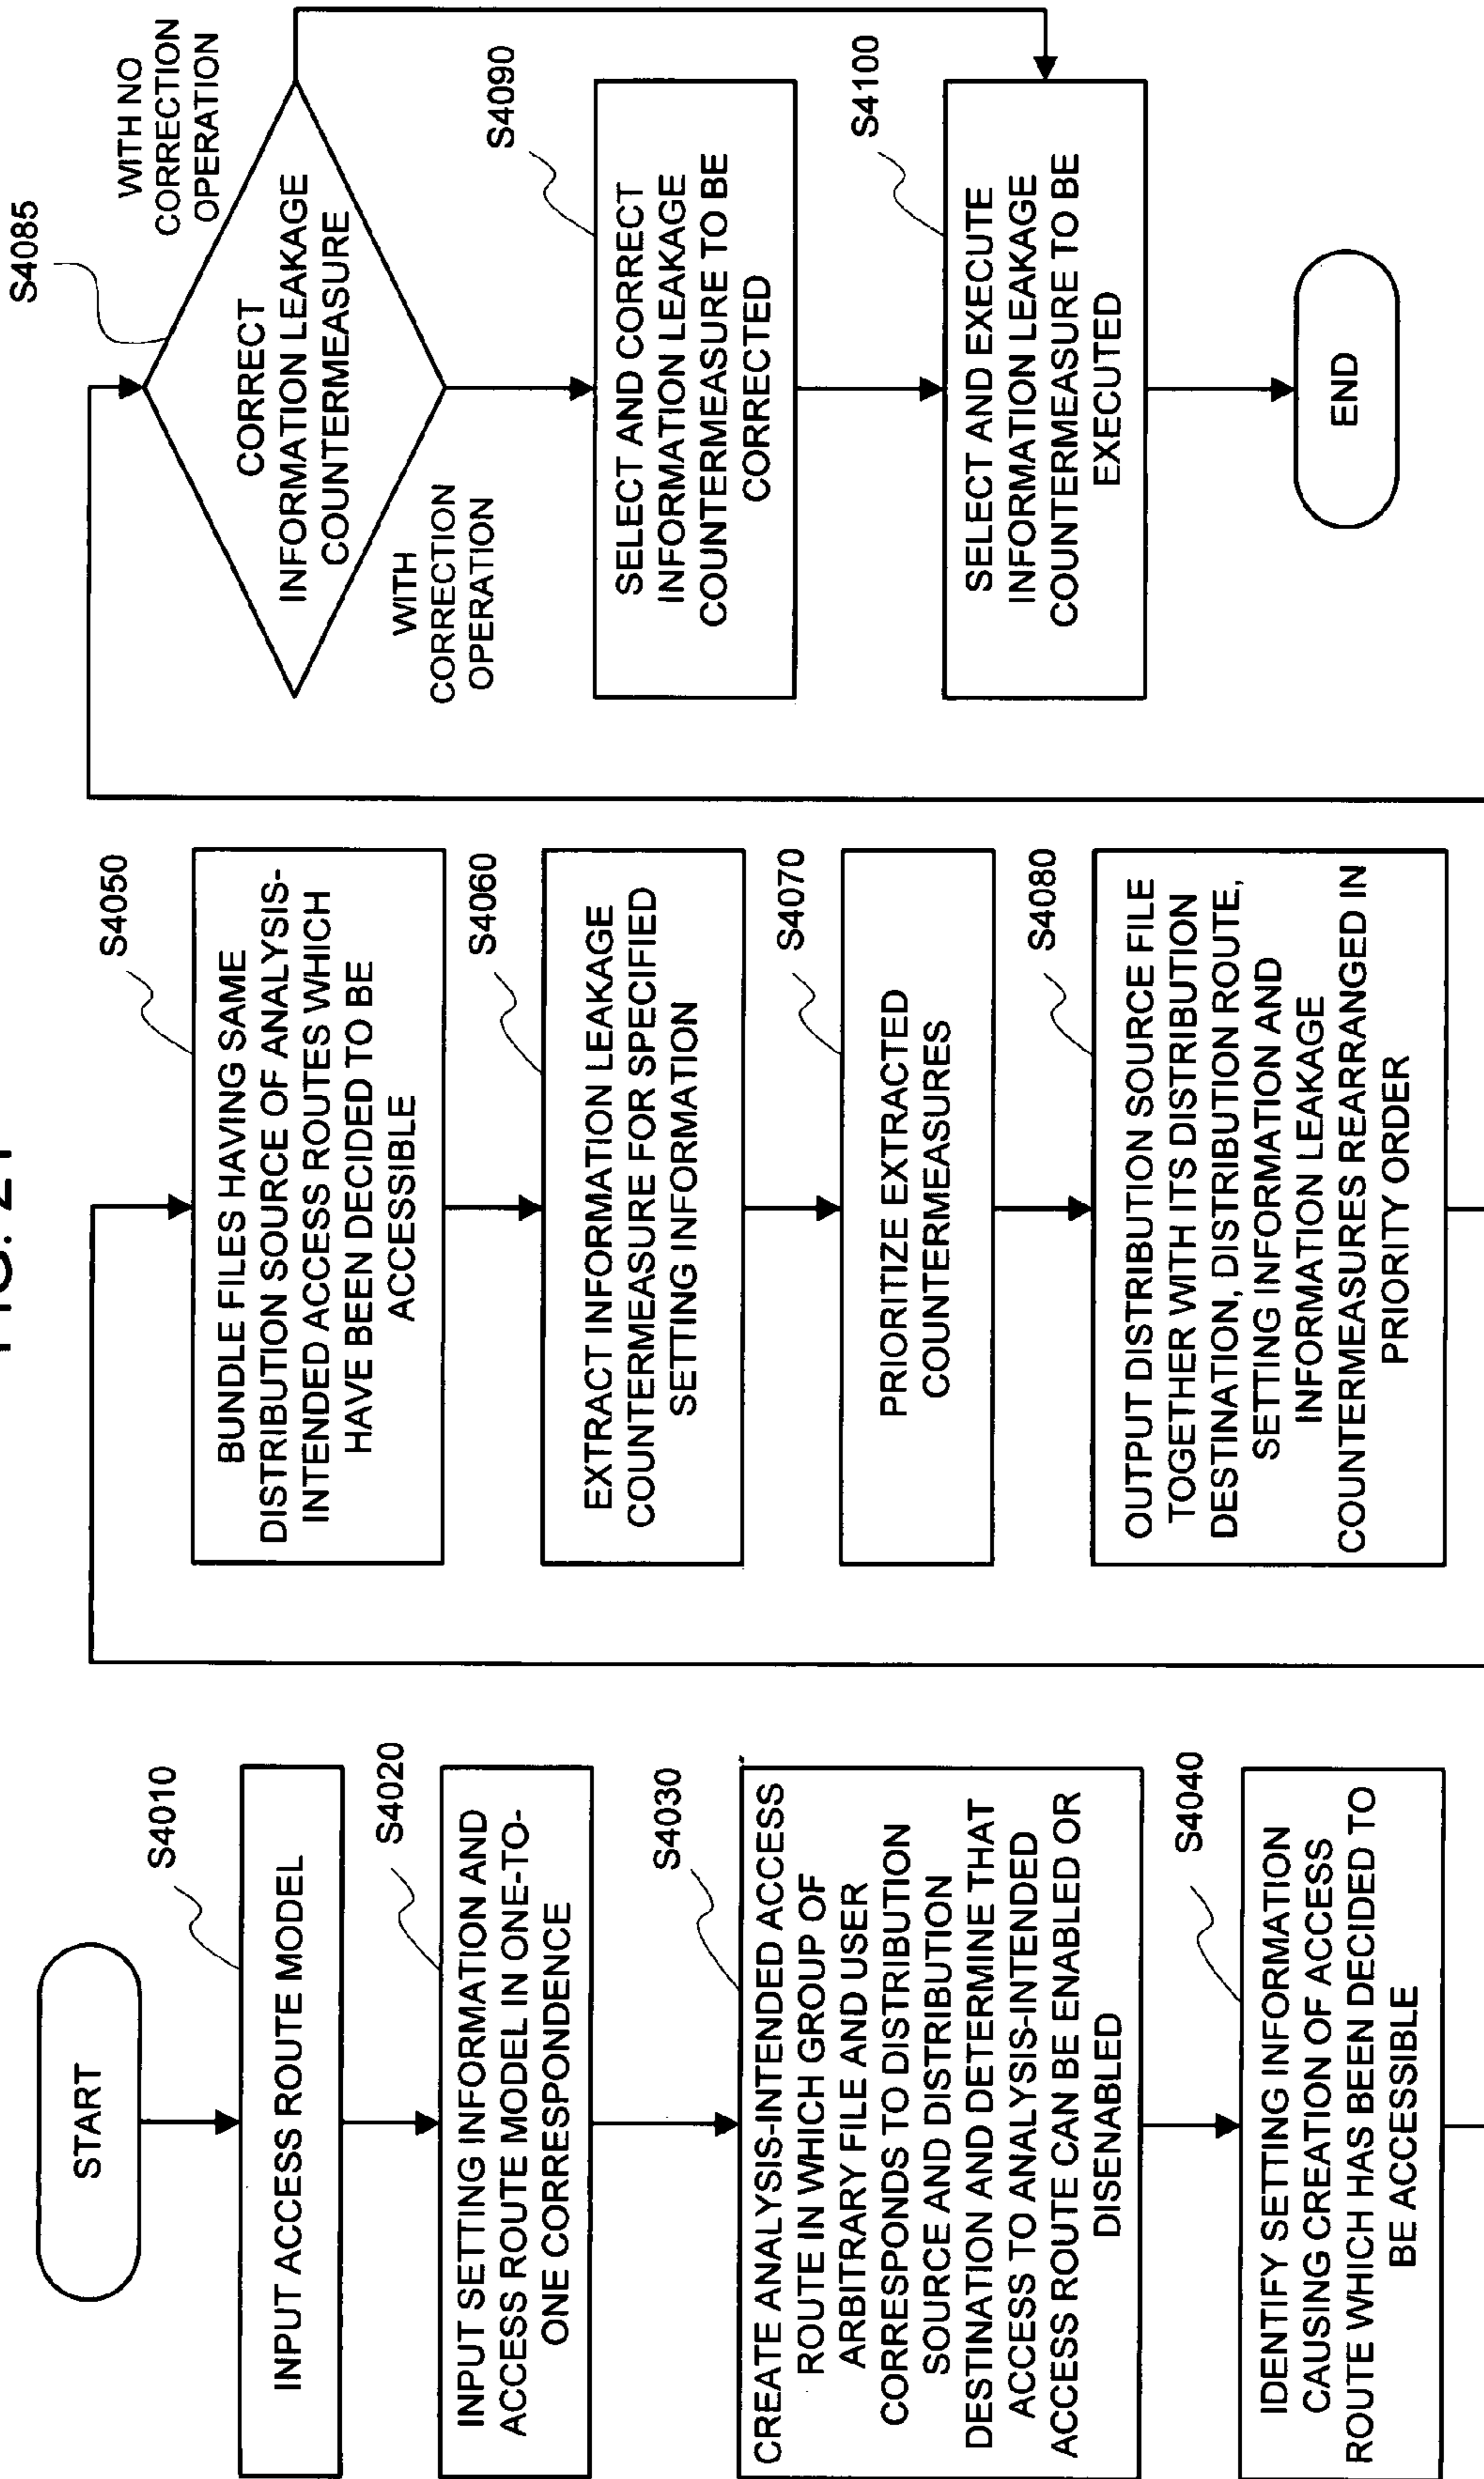 START
S4010
INPUT ACCESS ROUTE MODEL
S4020
INPUT SETTING INFORMATION AND
ACCESS ROUTE MODEL IN ONE-TO-
ONE CORRESPONDENCE
S4030
CREATE ANALYSIS-INTENDED ACCESS
ROUTE IN WHICH GROUP OF
ARBITRARY FILE AND USER
CORRESPONDS TO DISTRIBUTION
SOURCE AND DISTRIBUTION
DESTINATION AND DETERMINE THAT
ACCESS TO ANALYSIS-INTENDED
ACCESS ROUTE CAN BE ENABLED OR
DISENABLED
S4040
IDENTIFY SETTING INFORMATION
CAUSING CREATION OF ACCESS
ROUTE WHICH HAS BEEN DECIDED TO
BE ACCESSIBLE
S4050
BUNDLE FILES HAVING SAME
DISTRIBUTION SOURCE OF ANALYSIS-
INTENDED ACCESS ROUTES WHICH
HAVE BEEN DECIDED TO BE
ACCESSIBLE
S4060
EXTRACT INFORMATION LEAKAGE
COUNTERMEASURE FOR SPECIFIED
SETTING INFORMATION
S4070
PRIORITIZE EXTRACTED
COUNTERMEASURES
S4080
OUTPUT DISTRIBUTION SOURCE FILE
TOGETHER WITH ITS DISTRIBUTION
DESTINATION, DISTRIBUTION ROUTE,
SETTING INFORMATION AND
INFORMATION LEAKAGE
COUNTERMEASURES REARRANGED IN
PRIORITY ORDER
S4085
CORRECT
INFORMATION LEAKAGE
COUNTERMEASURE
WITH NO
CORRECTION
OPERATION
WITH
CORRECTION
OPERATION
S4090
SELECT AND CORRECT
INFORMATION LEAKAGE
COUNTERMEASURE TO BE
CORRECTED
S4100
SELECT AND EXECUTE
INFORMATION LEAKAGE
COUNTERMEASURE TO BE
EXECUTED
END